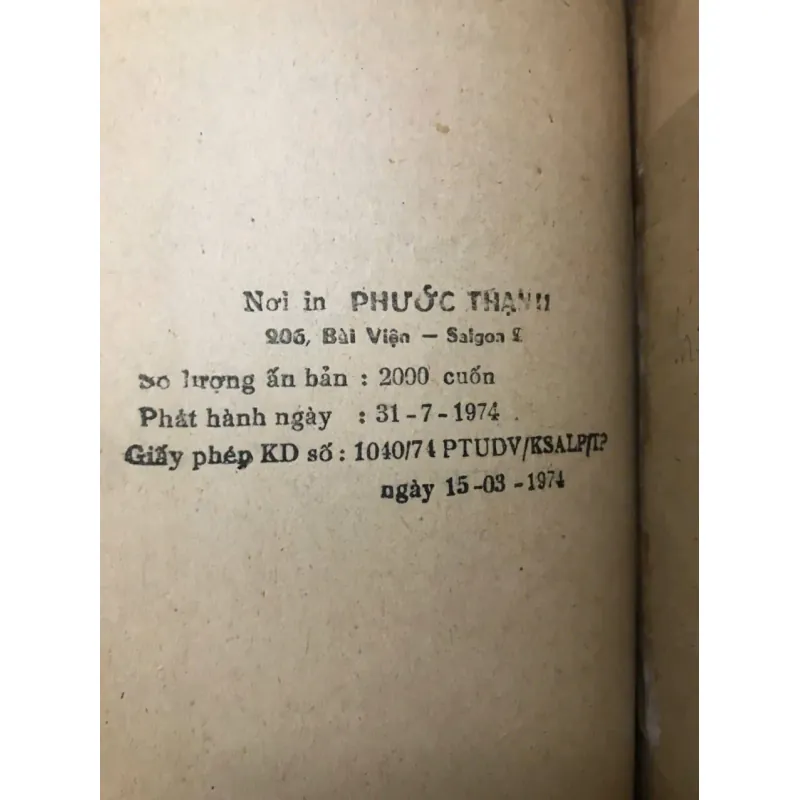 Nơi in PHƯỚC THẠNH
206, Bùi Viện — Saigon 2
Số lượng ấn bản : 2000 cuốn
Phát hành ngày : 31-7-1974
Giấy phép KD số : 1040/74 PTUDV/KSALP/TP
ngày 15-03-1974